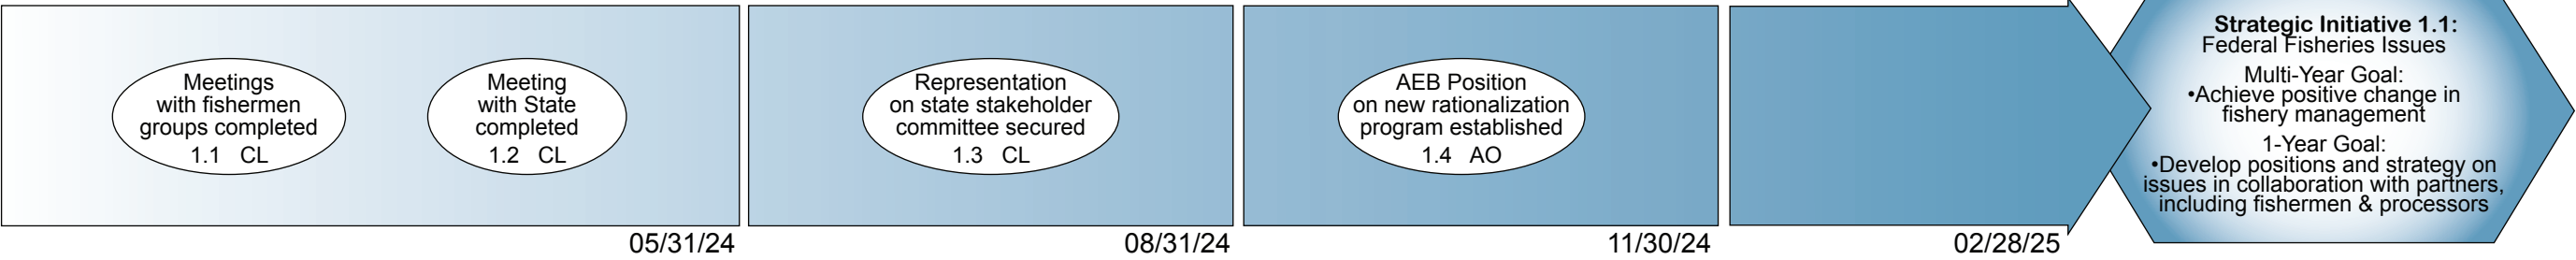 Meetings
with fishermen
groups completed
1.1 CL
Meeting
with State
completed
1.2 CL
05/31/24
Representation
on state stakeholder
committee secured
1.3 CL
08/31/24
AEB Position
on new rationalization
program established
1.4 AO
11/30/24
02/28/25
Strategic Initiative 1.1:
Federal Fisheries Issues
Multi-Year Goal:
•Achieve positive change in
fishery management
1-Year Goal:
•Develop positions and strategy on
issues in collaboration with partners,
including fishermen & processors